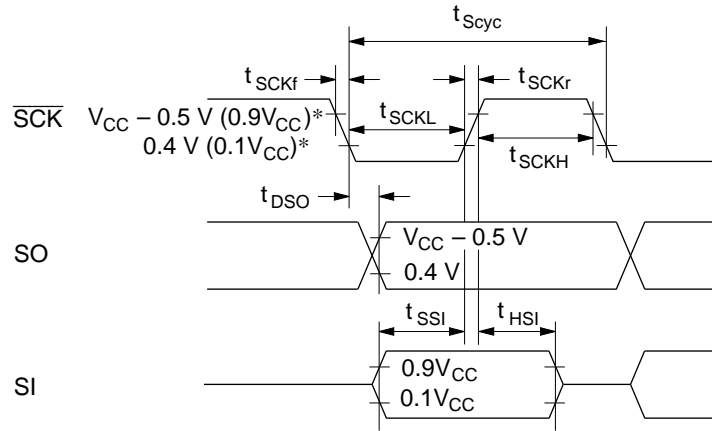 tScyc
tSCKf
tSCKr
SCK VCC – 0.5 V (0.9VCC)*
0.4 V (0.1VCC)*
tSCKL
tSCKH
tDSO
SO
VCC – 0.5 V
0.4 V
tSSI
tHSI
SI
0.9VCC
0.1VCC